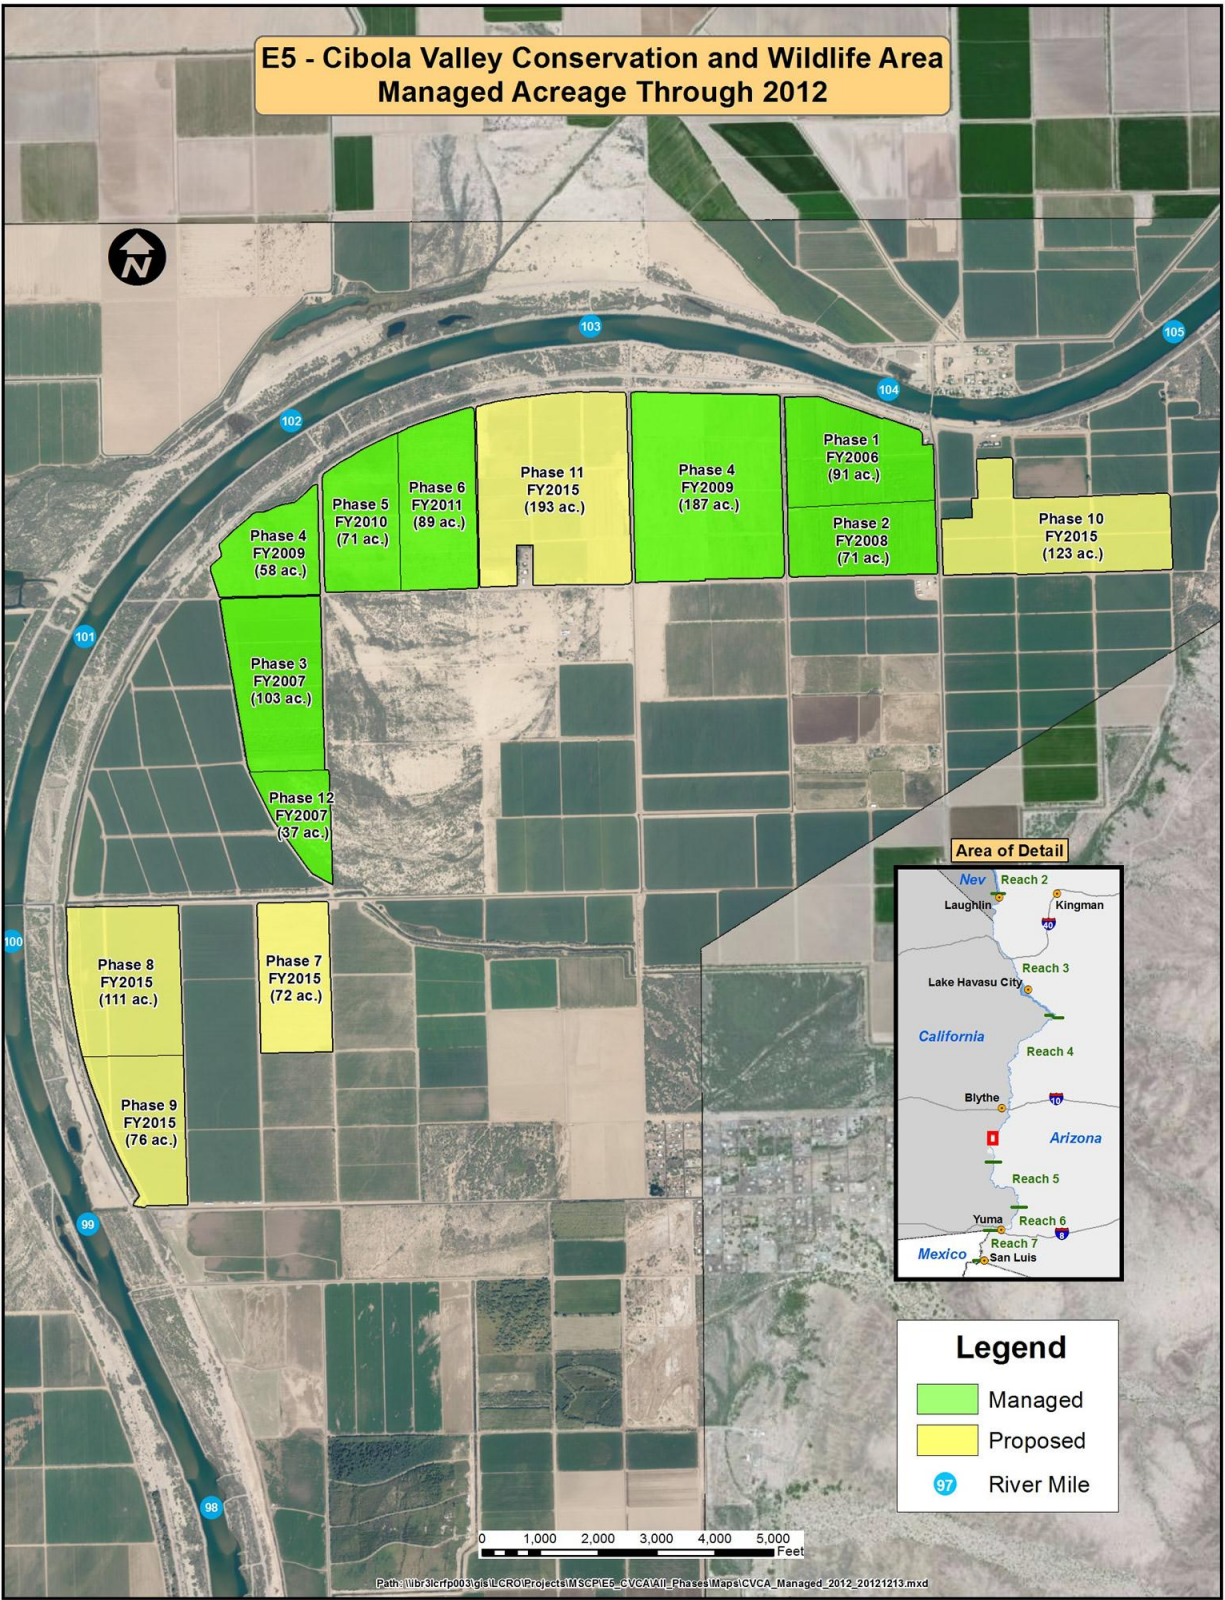 E5 - Cibola Valley Conservation and Wildlife Area
Managed Acreage Through 2012
N
103
105
104
102
101
100
99
98
Phase 1
FY2006
(91 ac.)
Phase 4
FY2009
(187 ac.)
Phase 11
FY2015
(193 ac.)
Phase 6
FY2011
(89 ac.)
Phase 5
FY2010
(71 ac.)
Phase 2
FY2008
(71 ac.)
Phase 10
FY2015
(123 ac.)
Phase 4
FY2009
(58 ac.)
Phase 3
FY2007
(103 ac.)
Phase 12
FY2007
(37 ac.)
Phase 8
FY2015
(111 ac.)
Phase 7
FY2015
(72 ac.)
Phase 9
FY2015
(76 ac.)
Area of Detail
Nev
Reach 2
Laughlin
Kingman
40
Reach 3
Lake Havasu City
California
Reach 4
Blythe
10
Arizona
Reach 5
Yuma
Reach 6
8
Reach 7
Mexico
San Luis
Legend
Managed
Proposed
97 River Mile
0 1,000 2,000 3,000 4,000 5,000
Feet
Path: \\ibr3lcrfp003\gis\LCRO\Projects\MSCP\E5_CVCA\All_Phases\Maps\CVCA_Managed_2012_20121213.mxd